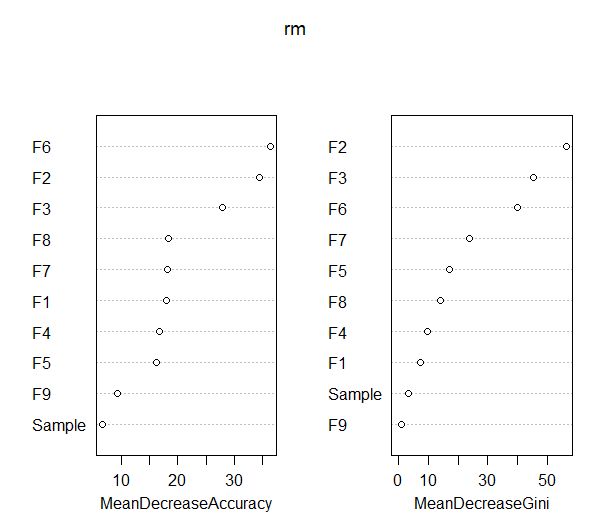 rm
F6
F2
F3
F8
F7
F1
F4
F5
F9
Sample
10 20 30
MeanDecreaseAccuracy
F2
F3
F6
F7
F5
F8
F4
F1
Sample
F9
0 10 30 50
MeanDecreaseGini